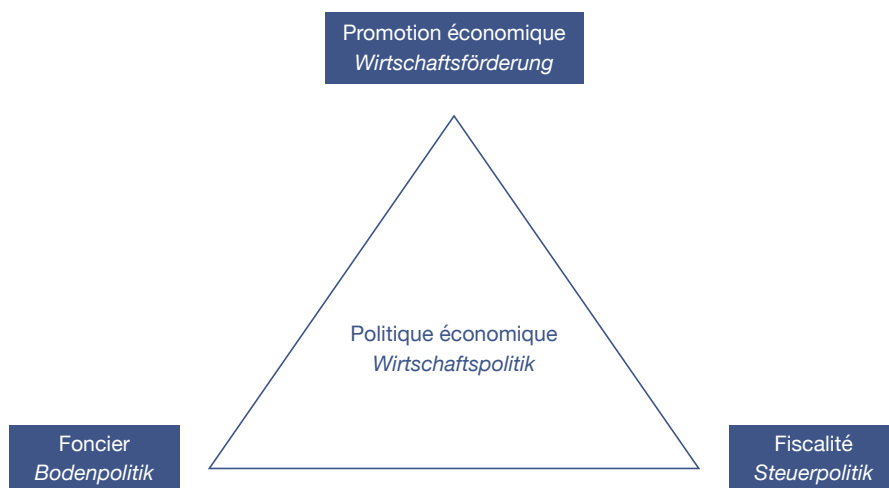 Promotion économique
Wirtschaftsförderung
Politique économique
Wirtschaftspolitik
Foncier
Bodenpolitik
Fiscalité
Steuerpolitik